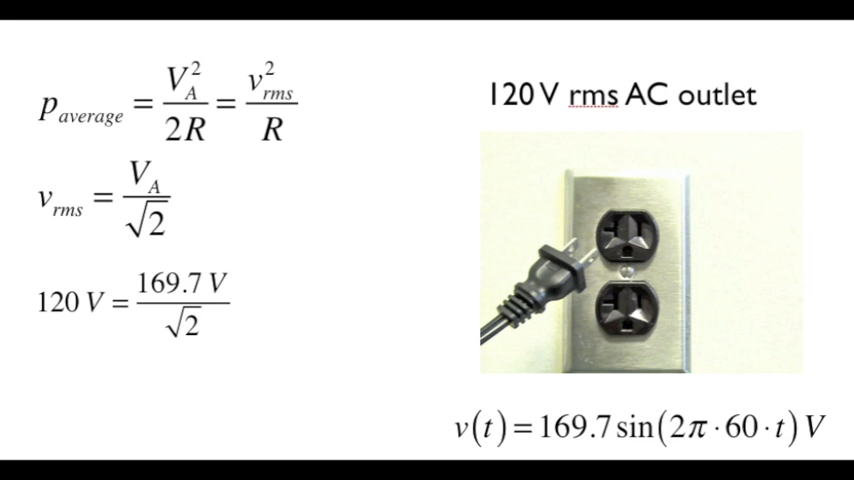 p_average = V_A^2 / 2R = v_rms^2 / R
v_rms = V_A / √2
120 V = 169.7 V / √2
120 V rms AC outlet
v(t) = 169.7 sin(2π · 60 · t) V